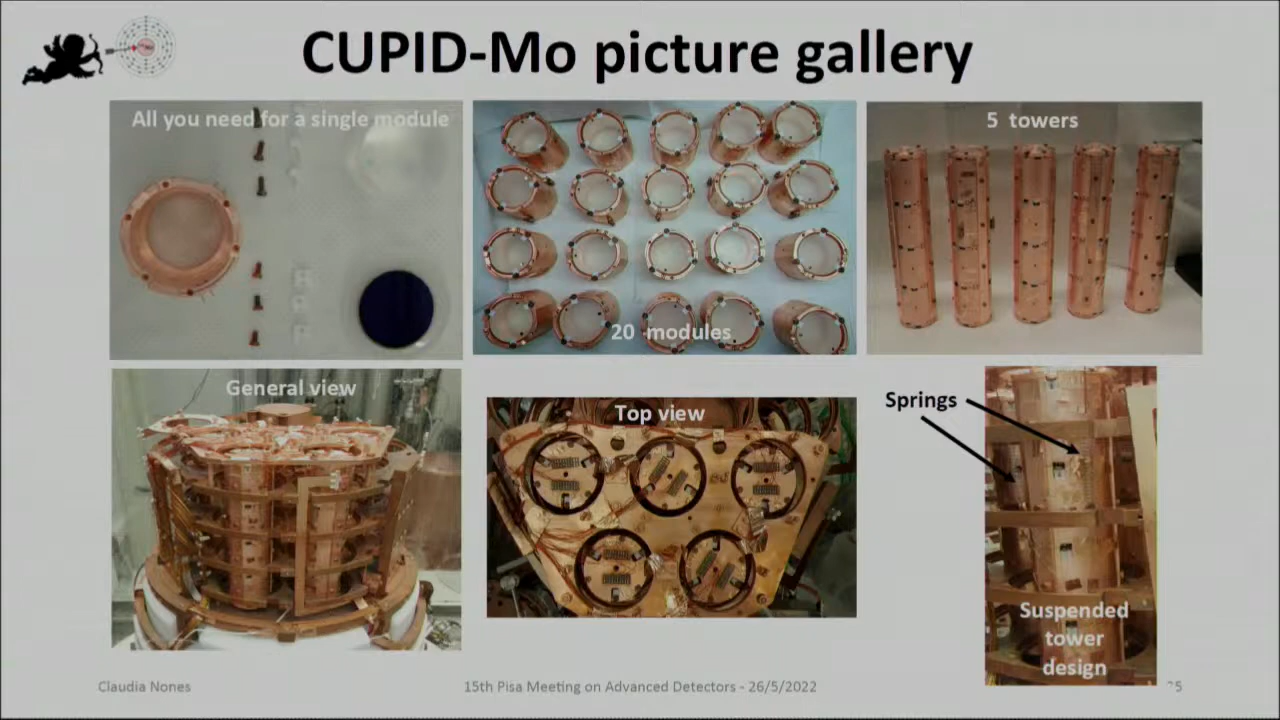 CUPID-Mo picture gallery
All you need for a single module
20 modules
5 towers
General view
Top view
Springs
Suspended
tower
design
Claudia Nones
15th Pisa Meeting on Advanced Detectors - 26/5/2022